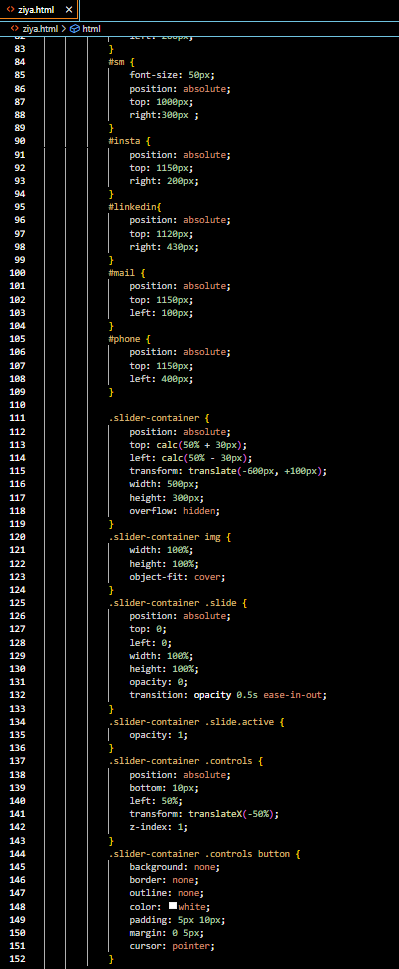 ziya.html
ziya.html > html
82 left: 200px;
83 }
84 #sm {
85 font-size: 50px;
86 position: absolute;
87 top: 1000px;
88 right:300px ;
89 }
90 #insta {
91 position: absolute;
92 top: 1150px;
93 right: 200px;
94 }
95 #linkedin{
96 position: absolute;
97 top: 1120px;
98 right: 430px;
99 }
100 #mail {
101 position: absolute;
102 top: 1150px;
103 left: 100px;
104 }
105 #phone {
106 position: absolute;
107 top: 1150px;
108 left: 400px;
109 }
110
111 .slider-container {
112 position: absolute;
113 top: calc(50% + 30px);
114 left: calc(50% - 30px);
115 transform: translate(-600px, +100px);
116 width: 500px;
117 height: 300px;
118 overflow: hidden;
119 }
120 .slider-container img {
121 width: 100%;
122 height: 100%;
123 object-fit: cover;
124 }
125 .slider-container .slide {
126 position: absolute;
127 top: 0;
128 left: 0;
129 width: 100%;
130 height: 100%;
131 opacity: 0;
132 transition: opacity 0.5s ease-in-out;
133 }
134 .slider-container .slide.active {
135 opacity: 1;
136 }
137 .slider-container .controls {
138 position: absolute;
139 bottom: 10px;
140 left: 50%;
141 transform: translateX(-50%);
142 z-index: 1;
143 }
144 .slider-container .controls button {
145 background: none;
146 border: none;
147 outline: none;
148 color: white;
149 padding: 5px 10px;
150 margin: 0 5px;
151 cursor: pointer;
152 }